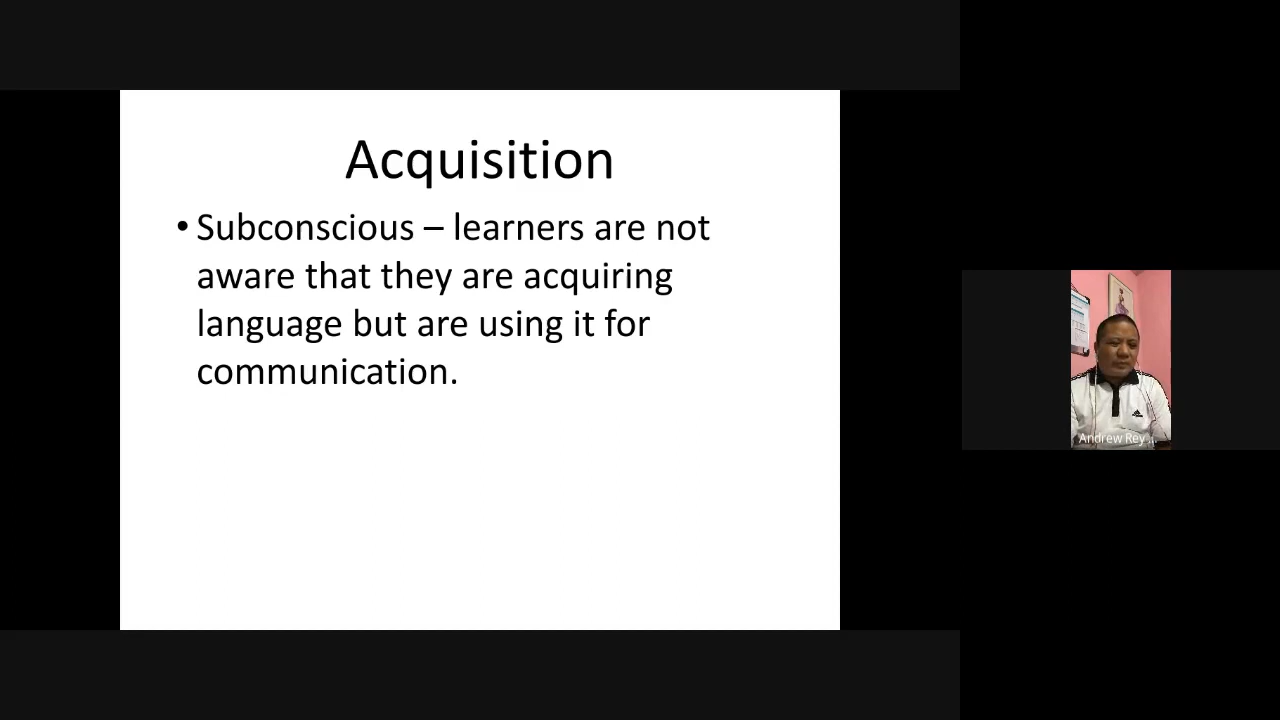 Acquisition
• Subconscious – learners are not
aware that they are acquiring
language but are using it for
communication.
Andrew Rey ...